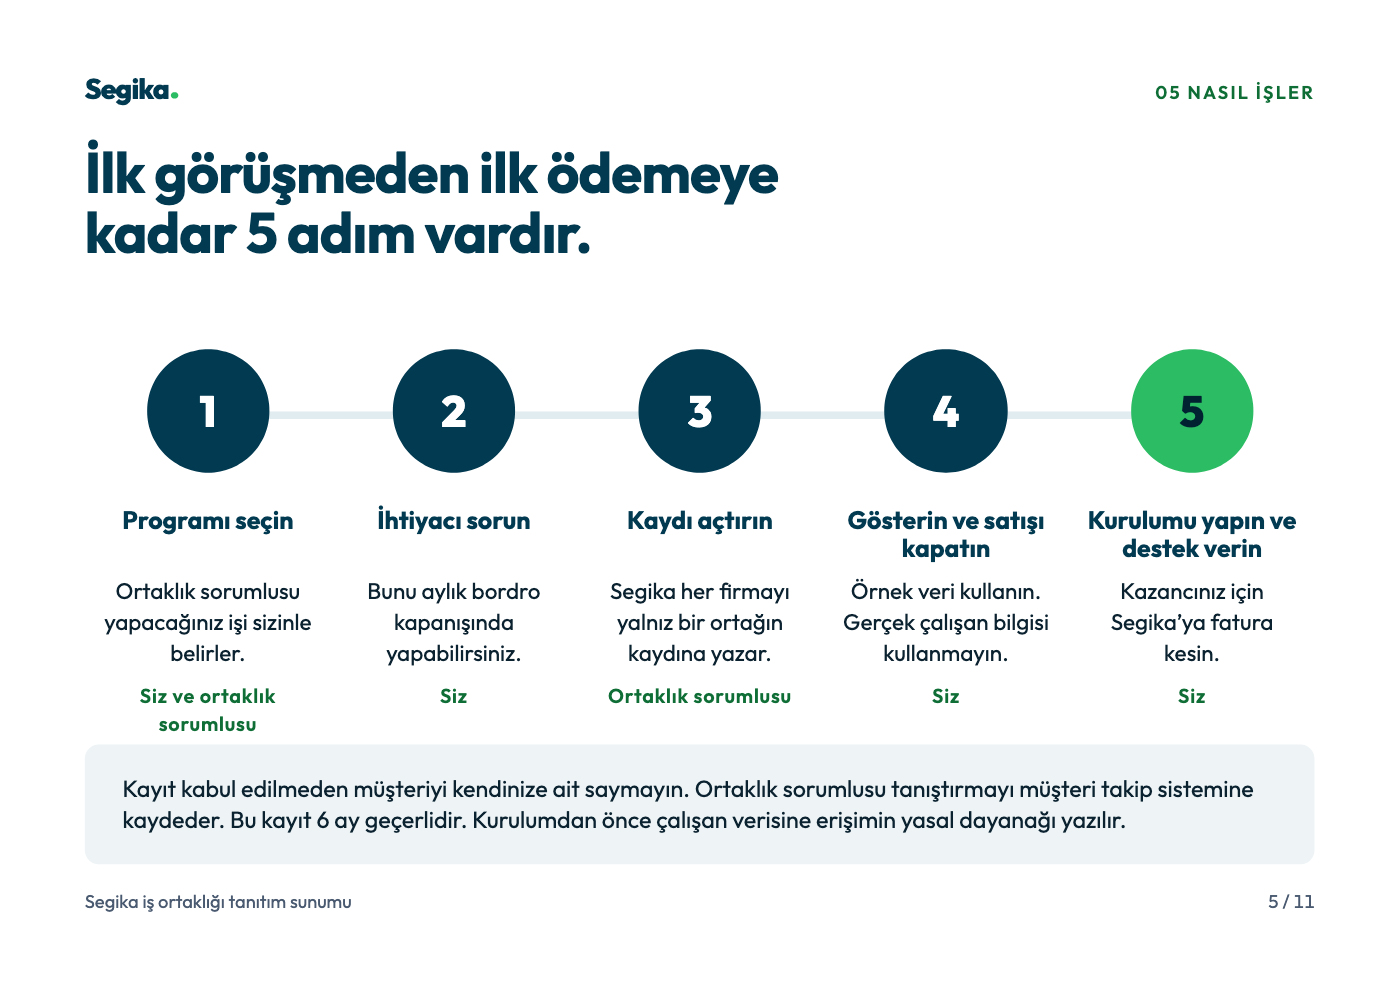 Segika.
05 NASIL İŞLER
İlk görüşmeden ilk ödemeye
kadar 5 adım vardır.
1
2
3
4
5
Programı seçin
Ortaklık sorumlusu
yapacağınız işi sizinle
belirler.
Siz ve ortaklık
sorumlusu
İhtiyacı sorun
Bunu aylık bordro
kapanışında
yapabilirsiniz.
Siz
Kaydı açtırın
Segika her firmayı
yalnız bir ortağın
kaydına yazar.
Ortaklık sorumlusu
Gösterin ve satışı
kapatın
Örnek veri kullanın.
Gerçek çalışan bilgisi
kullanmayın.
Siz
Kurulumu yapın ve
destek verin
Kazancınız için
Segika’ya fatura
kesin.
Siz
Kayıt kabul edilmeden müşteriyi kendinize ait saymayın. Ortaklık sorumlusu tanıştırmayı müşteri takip sistemine
kaydeder. Bu kayıt 6 ay geçerlidir. Kurulumdan önce çalışan verisine erişimin yasal dayanağı yazılır.
Segika iş ortaklığı tanıtım sunumu
5 / 11